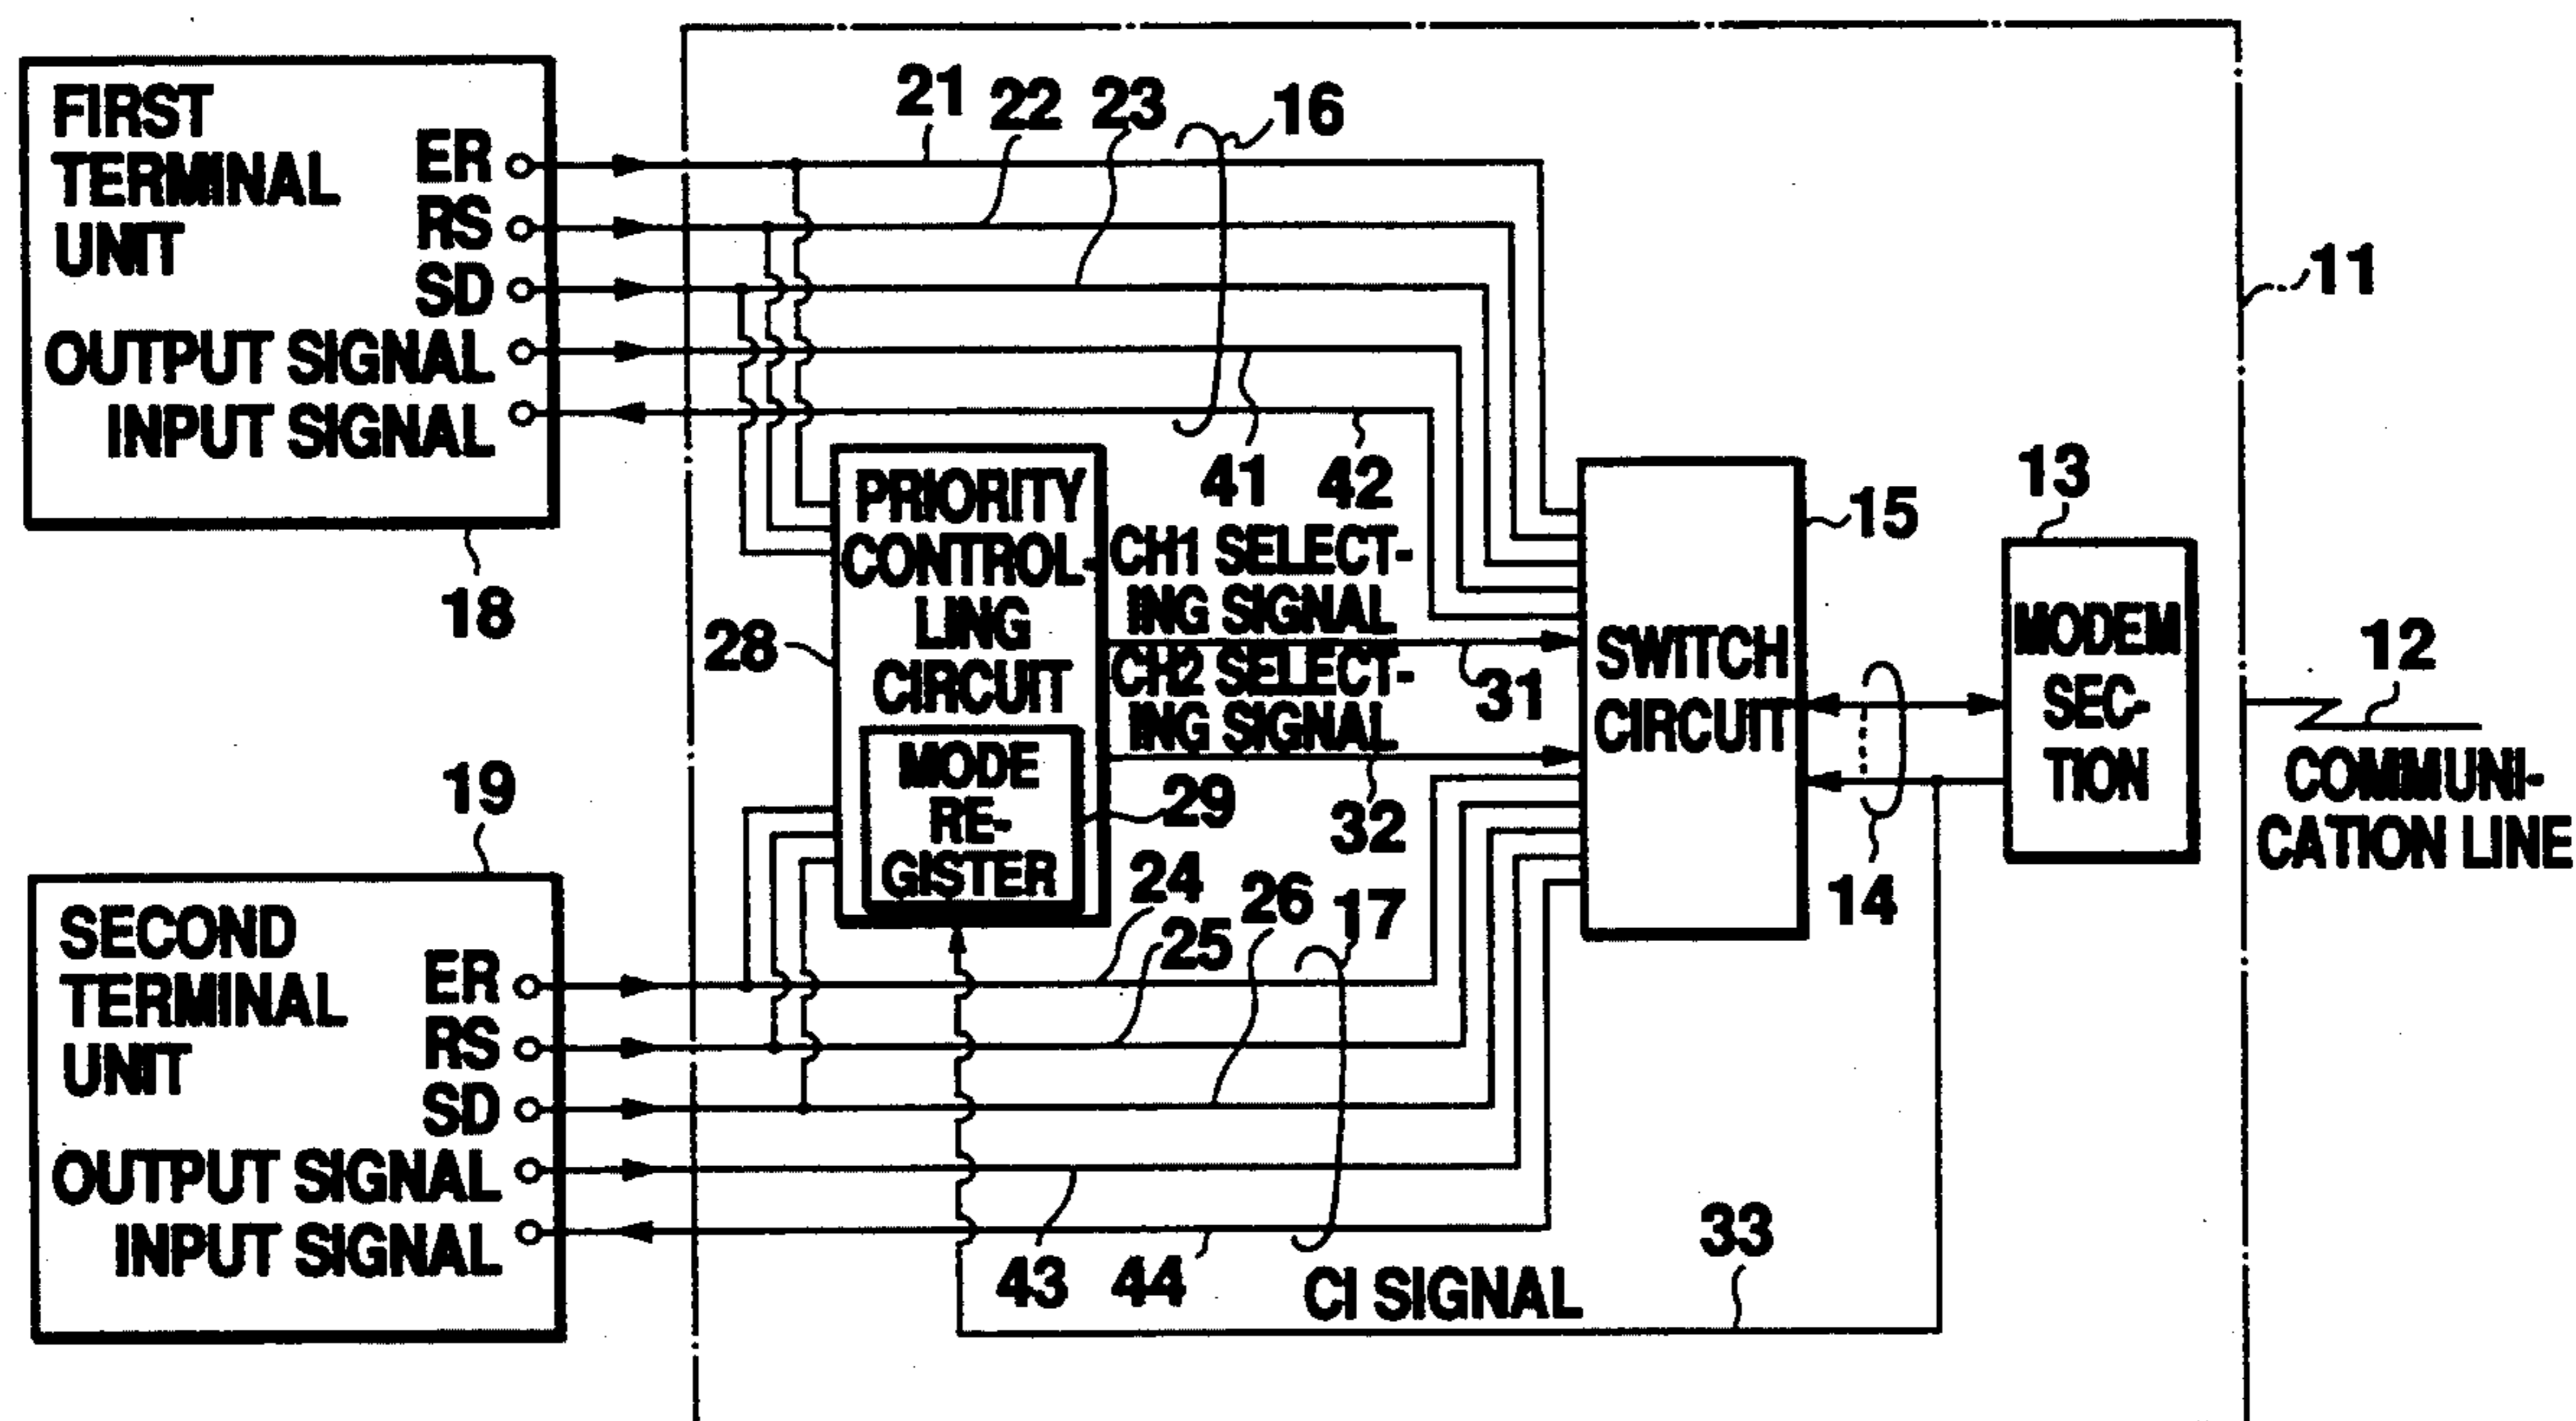 FIRST
TERMINAL
UNIT
ER
RS
SD
OUTPUT SIGNAL
INPUT SIGNAL
18
21
22
23
16
11
41
42
PRIORITY
CONTROL-
LING
CIRCUIT
28
MODE
RE-
GISTER
29
CH1 SELECT-
ING SIGNAL
31
CH2 SELECT-
ING SIGNAL
32
SWITCH
CIRCUIT
15
13
MODEM
SEC-
TION
14
12
COMMUNI-
CATION LINE
19
SECOND
TERMINAL
UNIT
ER
RS
SD
OUTPUT SIGNAL
INPUT SIGNAL
24
25
26
17
43
44
CI SIGNAL
33